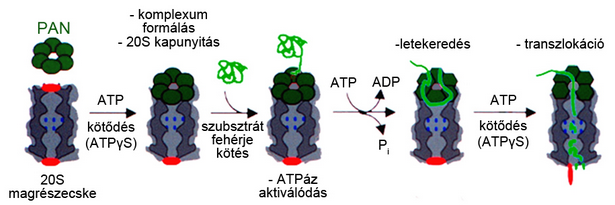 PAN
20S
magrészecske
ATP
kötődés
(ATPγS)
- komplexum
formálás
- 20S kapunyitás
szubsztrát
fehérje
kötés
- ATPáz
aktiválódás
ATP
ADP
Pi
-letekeredés
ATP
kötődés
(ATPγS)
- transzlokáció